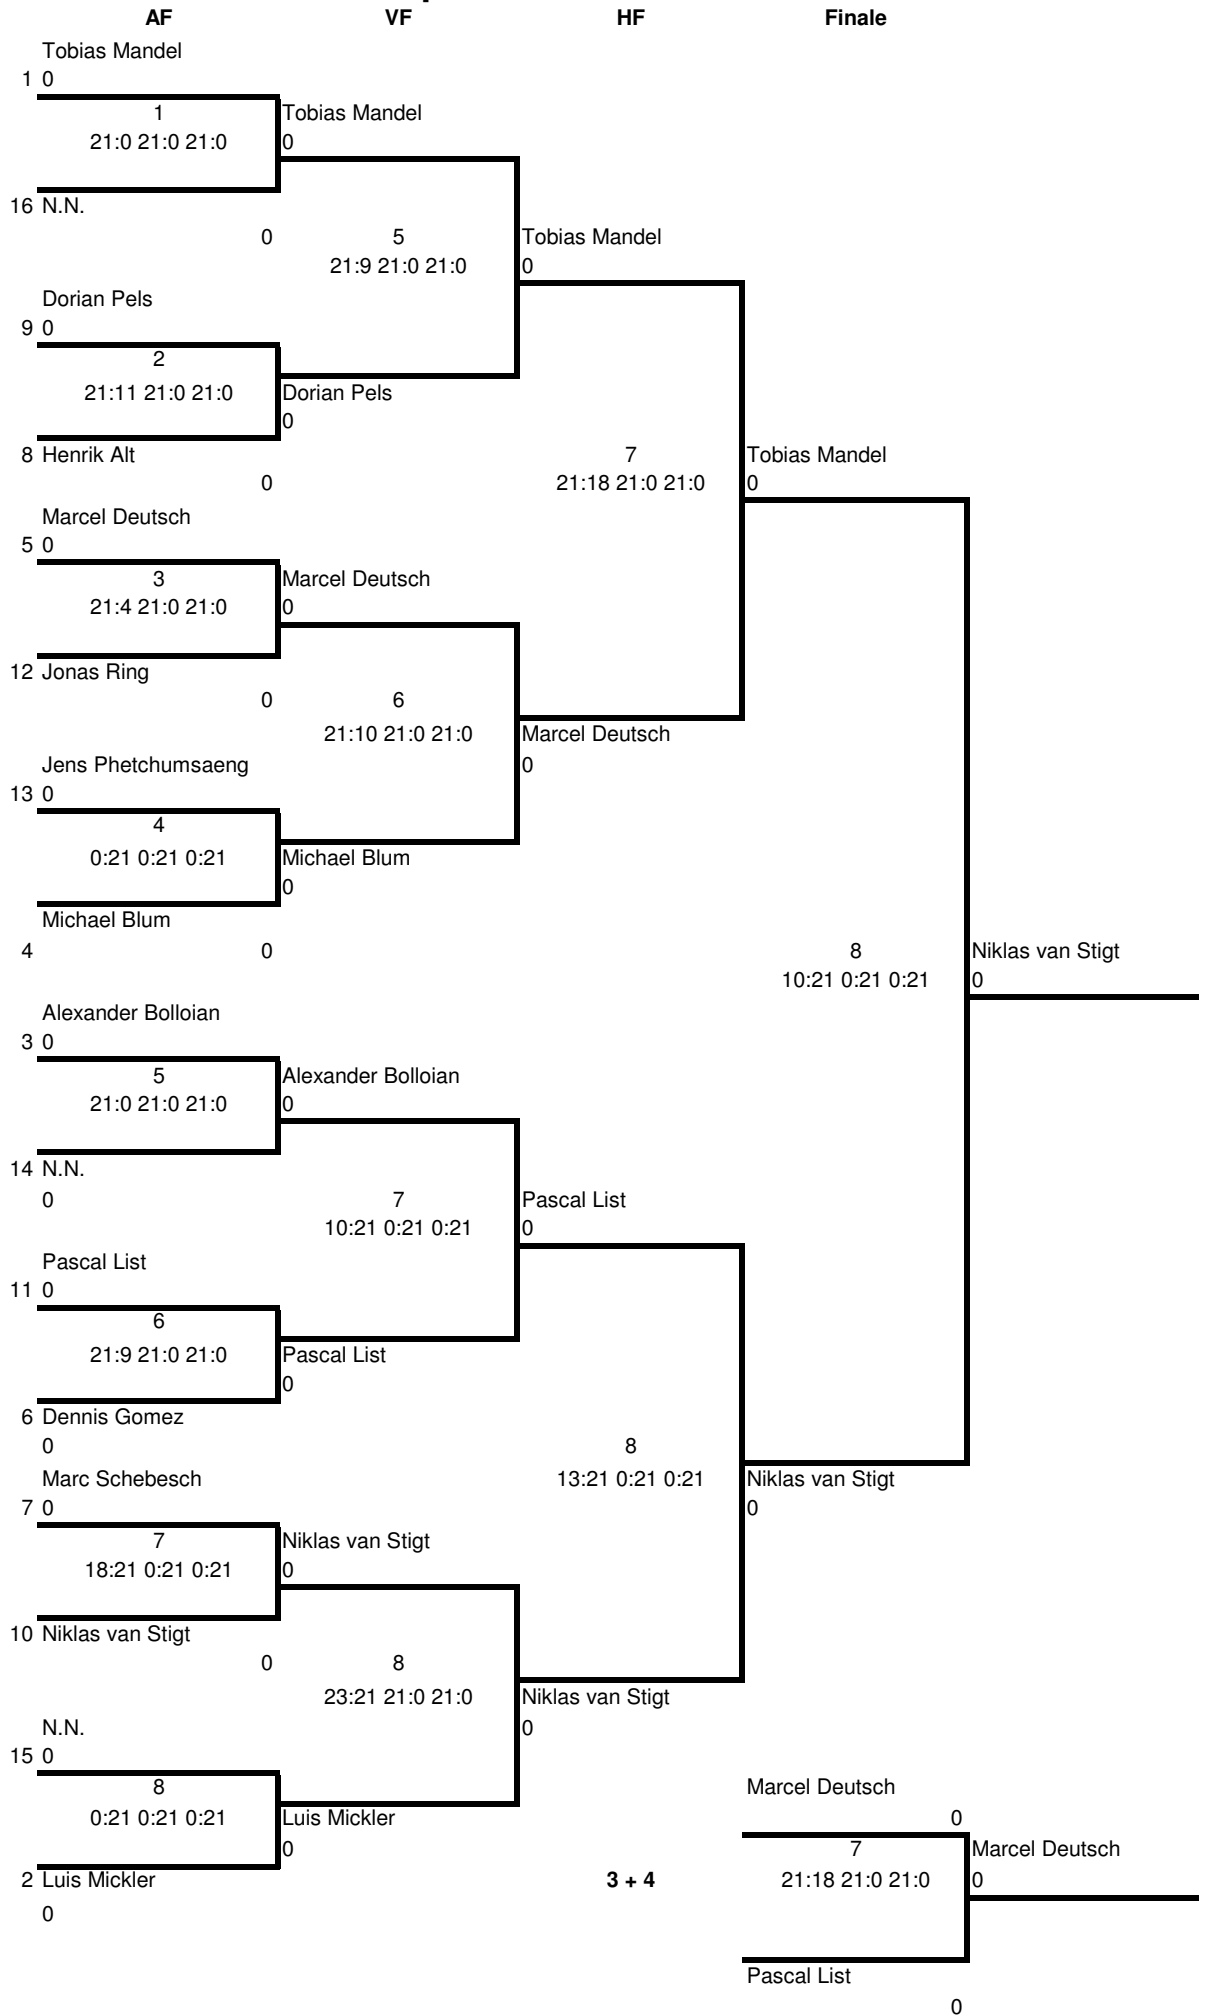 AF VF HF Finale
Tobias Mandel
1 0
1 Tobias Mandel
21:0 21:0 21:0 0
16 N.N.
0 5 Tobias Mandel
21:9 21:0 21:0 0
Dorian Pels
9 0
2
21:11 21:0 21:0 Dorian Pels
0
8 Henrik Alt 7 Tobias Mandel
0 21:18 21:0 21:0 0
Marcel Deutsch
5 0
3 Marcel Deutsch
21:4 21:0 21:0 0
12 Jonas Ring
0 6
21:10 21:0 21:0 Marcel Deutsch
Jens Phetchumsaeng 0
13 0
4
0:21 0:21 0:21 Michael Blum
0
Michael Blum
4 0 8 Niklas van Stigt
10:21 0:21 0:21 0
Alexander Bolloian
3 0
5 Alexander Bolloian
21:0 21:0 21:0 0
14 N.N.
0 7 Pascal List
10:21 0:21 0:21 0
Pascal List
11 0
6
21:9 21:0 21:0 Pascal List
0
6 Dennis Gomez
0 8
Marc Schebesch 13:21 0:21 0:21 Niklas van Stigt
7 0 0
7 Niklas van Stigt
18:21 0:21 0:21 0
10 Niklas van Stigt
0 8
23:21 21:0 21:0 Niklas van Stigt
N.N. 0
15 0
8 Marcel Deutsch
0:21 0:21 0:21 Luis Mickler 0
0 7 Marcel Deutsch
2 Luis Mickler 3 + 4 21:18 21:0 21:0 0
0
Pascal List
0